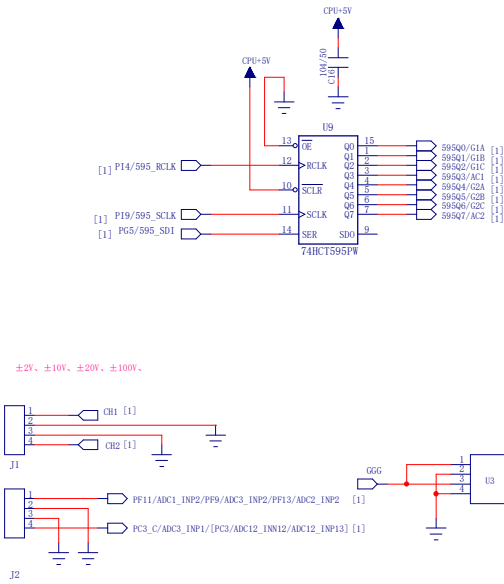 CPU+5V
CPU+5V
104/50
C16
U9
13 OE Q0 15 595Q0/G1A [1]
Q1 1 595Q1/G1B [1]
[1] PI4/595_RCLK 12 RCLK Q2 2 595Q2/G1C [1]
Q3 3 595Q3/AC1 [1]
10 SCLR Q4 4 595Q4/G2A [1]
Q5 5 595Q5/G2B [1]
Q6 6 595Q6/G2C [1]
[1] PI9/595_SCLK 11 SCLK Q7 7 595Q7/AC2 [1]
[1] PG5/595_SDI 14 SER SDO 9
74HCT595PW
±2V、±10V、±20V、±100V、
1 CH1 [1]
2
3
4 CH2 [1]
J1
GGG
1
2
3
4
U3
1 PF11/ADC1_INP2/PF9/ADC3_INP2/PF13/ADC2_INP2 [1]
2
3
4 PC3_C/ADC3_INP1/[PC3/ADC12_INN12/ADC12_INP13] [1]
J2